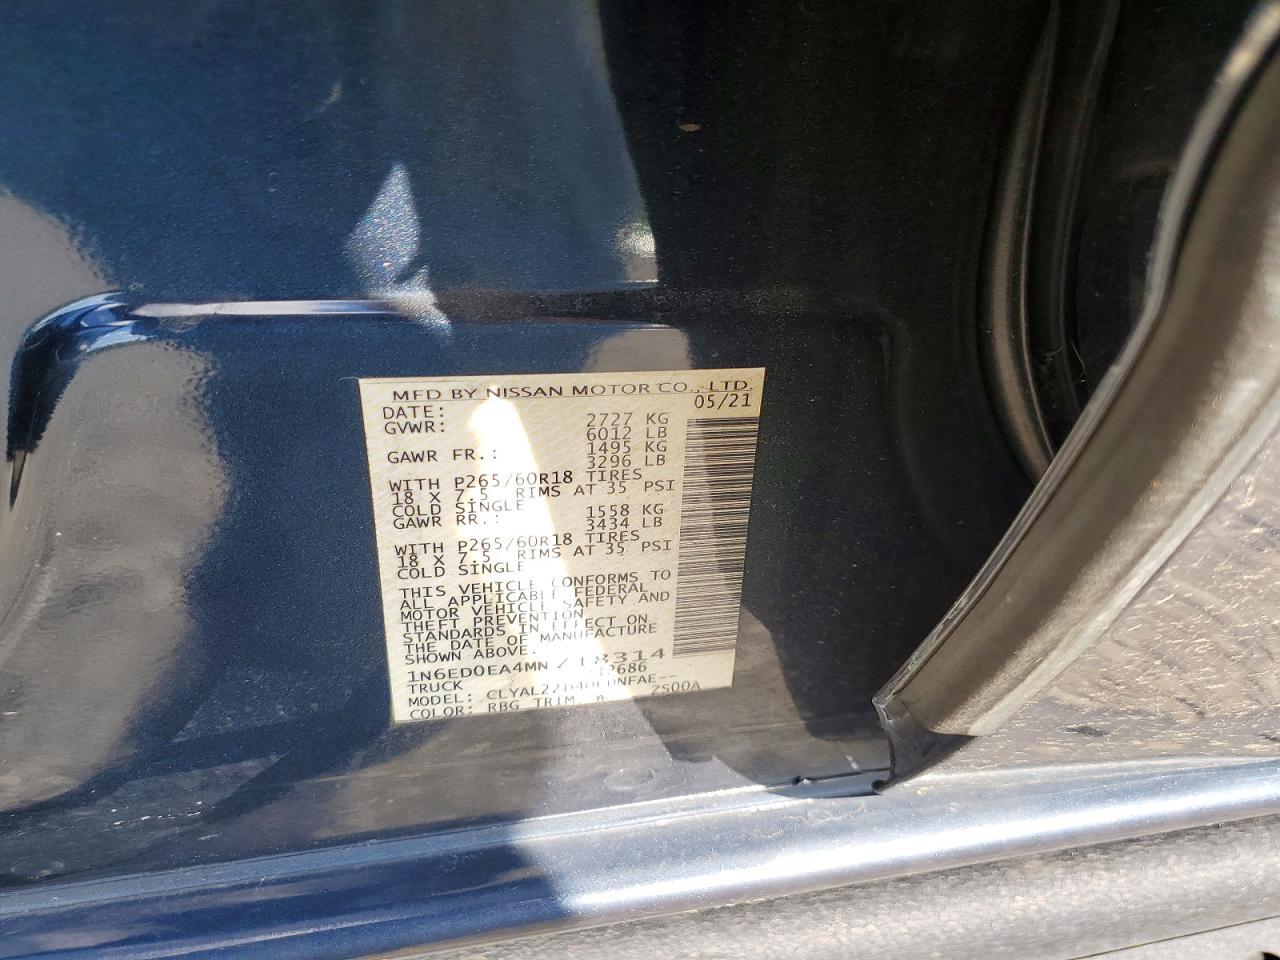 MFD BY NISSAN MOTOR CO., LTD.
DATE: 05/21
GVWR: 2727 KG
6012 LB
GAWR FR.: 1495 KG
3296 LB
WITH P265/60R18 TIRES
18 X 7.5 RIMS AT 35 PSI
COLD SINGLE
GAWR RR.: 1558 KG
3434 LB
WITH P265/60R18 TIRES
18 X 7.5 RIMS AT 35 PSI
COLD SINGLE
THIS VEHICLE CONFORMS TO
ALL APPLICABLE FEDERAL
MOTOR VEHICLE SAFETY AND
THEFT PREVENTION
STANDARDS IN EFFECT ON
THE DATE OF MANUFACTURE
SHOWN ABOVE.
1N6ED0EA4MN
TRUCK
MODEL:
COLOR: RBG TRIM: ZS00A